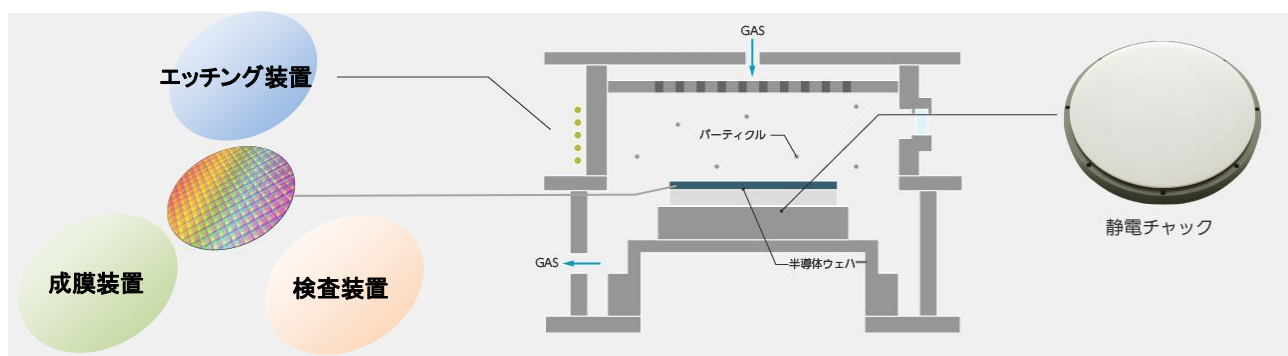 エッチング装置
成膜装置
検査装置
GAS
パーティクル
GAS
半導体ウェハー
静電チャック